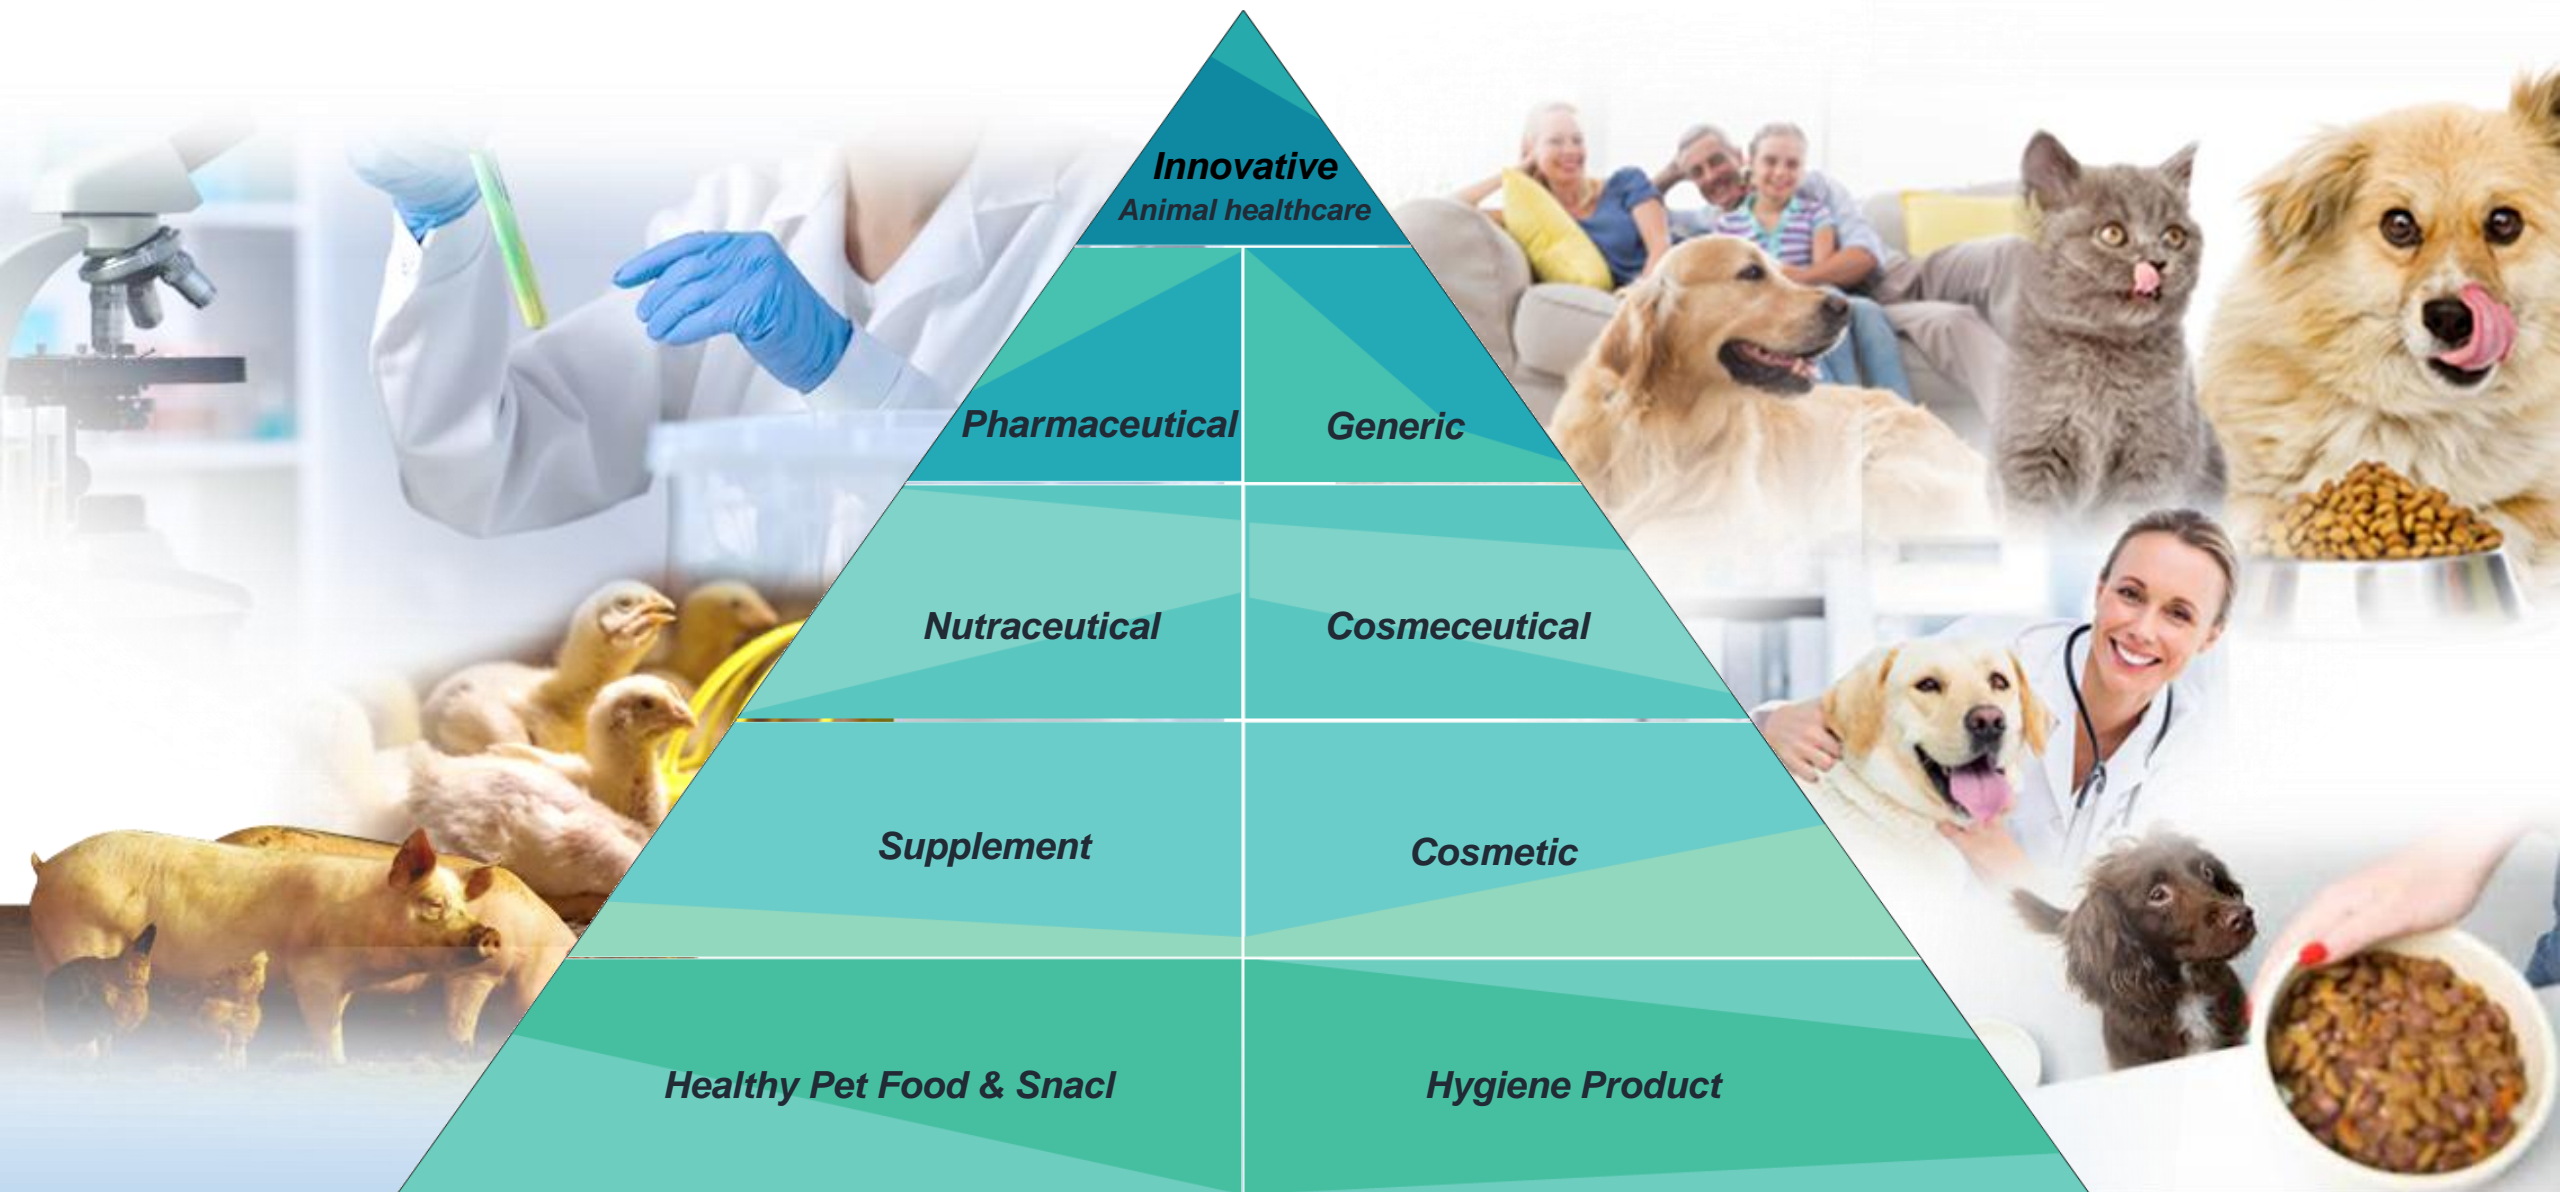 Innovative
Animal healthcare
Pharmaceutical
Generic
Nutraceutical
Cosmeceutical
Supplement
Cosmetic
Healthy Pet Food & Snacl
Hygiene Product